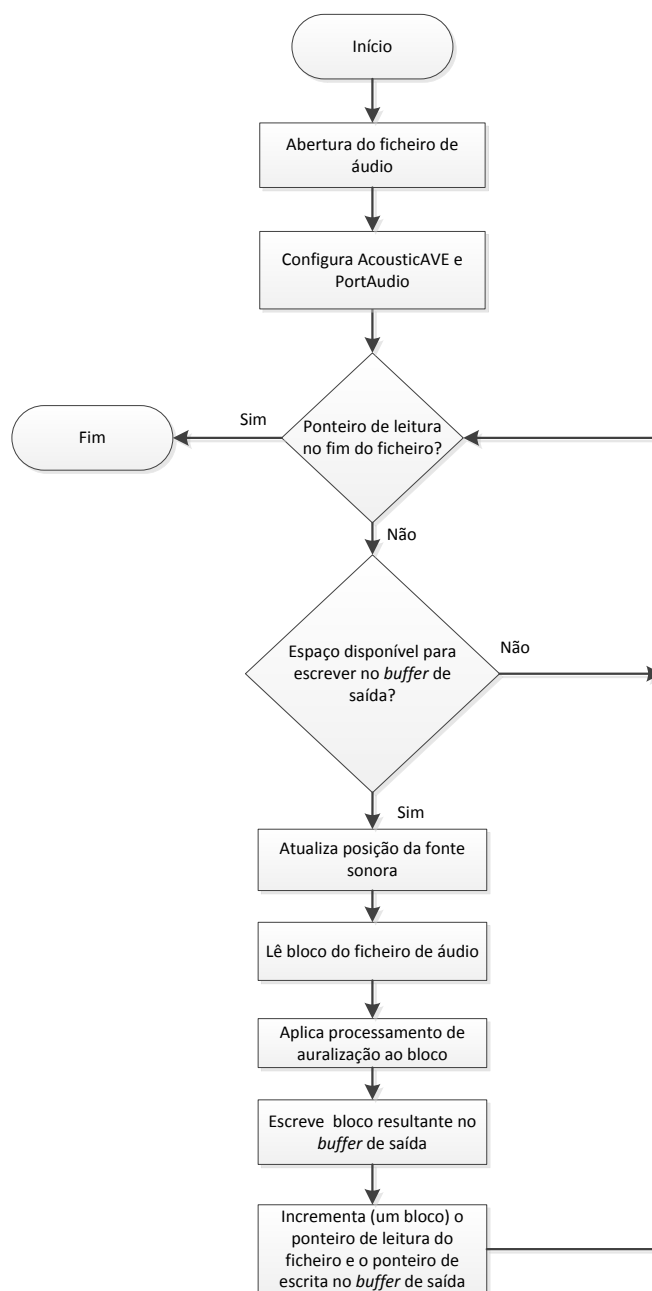 Início
Abertura do ficheiro de
áudio
Configura AcousticAVE e
PortAudio
Ponteiro de leitura
no fim do ficheiro?
Sim
Fim
Não
Espaço disponível para
escrever no buffer de
saída?
Não
Sim
Atualiza posição da fonte
sonora
Lê bloco do ficheiro de áudio
Aplica processamento de
auralização ao bloco
Escreve bloco resultante no
buffer de saída
Incrementa (um bloco) o
ponteiro de leitura do
ficheiro e o ponteiro de
escrita no buffer de saída